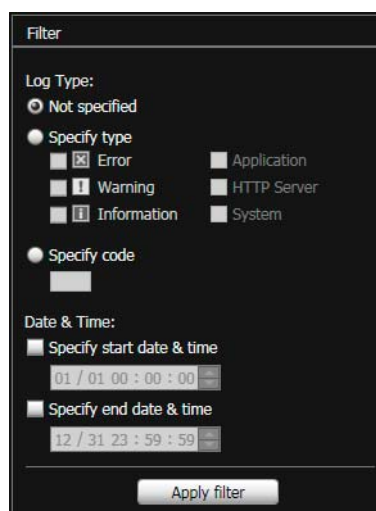 Filter
Log Type:
Not specified
Specify type
Error Application
Warning HTTP Server
Information System
Specify code
Date & Time:
Specify start date & time
01 / 01 00 : 00 : 00
Specify end date & time
12 / 31 23 : 59 : 59
Apply filter